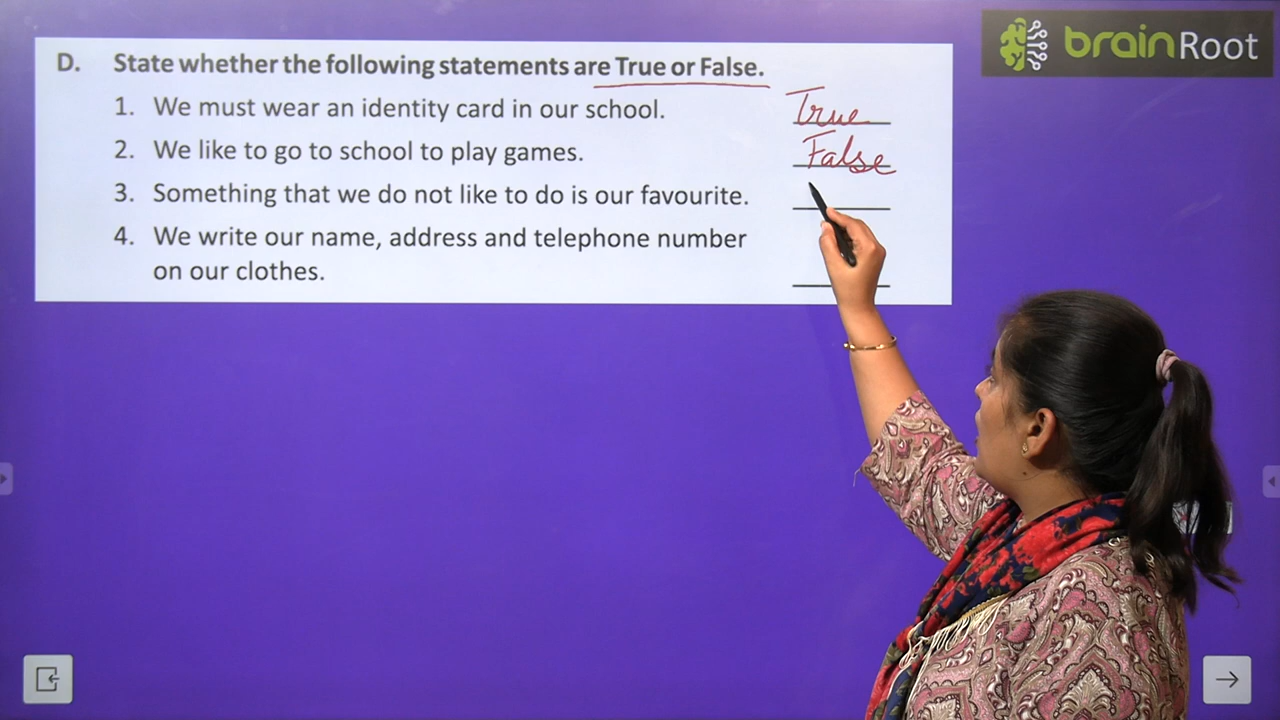 brainRoot
D. State whether the following statements are True or False.
1. We must wear an identity card in our school. True
2. We like to go to school to play games. False
3. Something that we do not like to do is our favourite.
4. We write our name, address and telephone number
on our clothes.